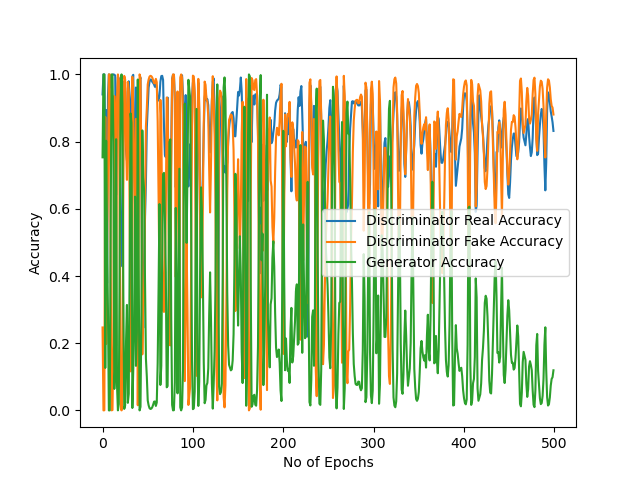 1.0
0.8
0.6
0.4
0.2
0.0
Accuracy
Discriminator Real Accuracy
Discriminator Fake Accuracy
Generator Accuracy
0 100 200 300 400 500
No of Epochs